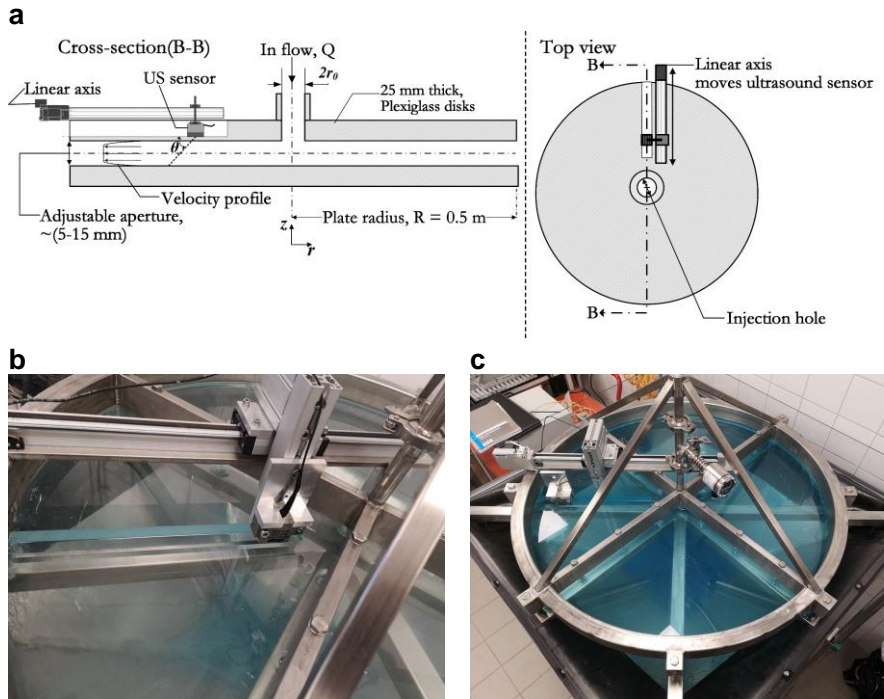 a
Cross-section(B-B)
In flow, Q
US sensor
2r₀
Linear axis
25 mm thick,
Plexiglass disks
θ
Velocity profile
Adjustable aperture,
~(5-15 mm)
Plate radius, R = 0.5 m
z
r
Top view
B
Linear axis
moves ultrasound sensor
B
Injection hole
b
c